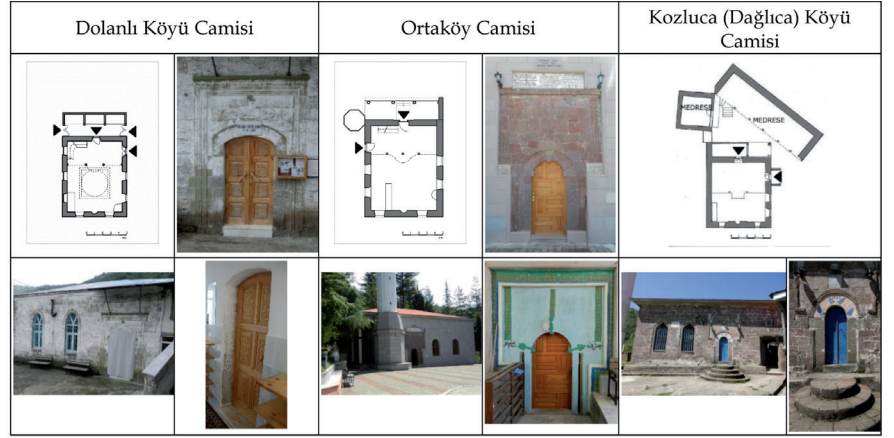 Dolanlı Köyü Camisi
Ortaköy Camisi
Kozluca (Dağlıca) Köyü
Camisi
MEDRESE
MEDRESE